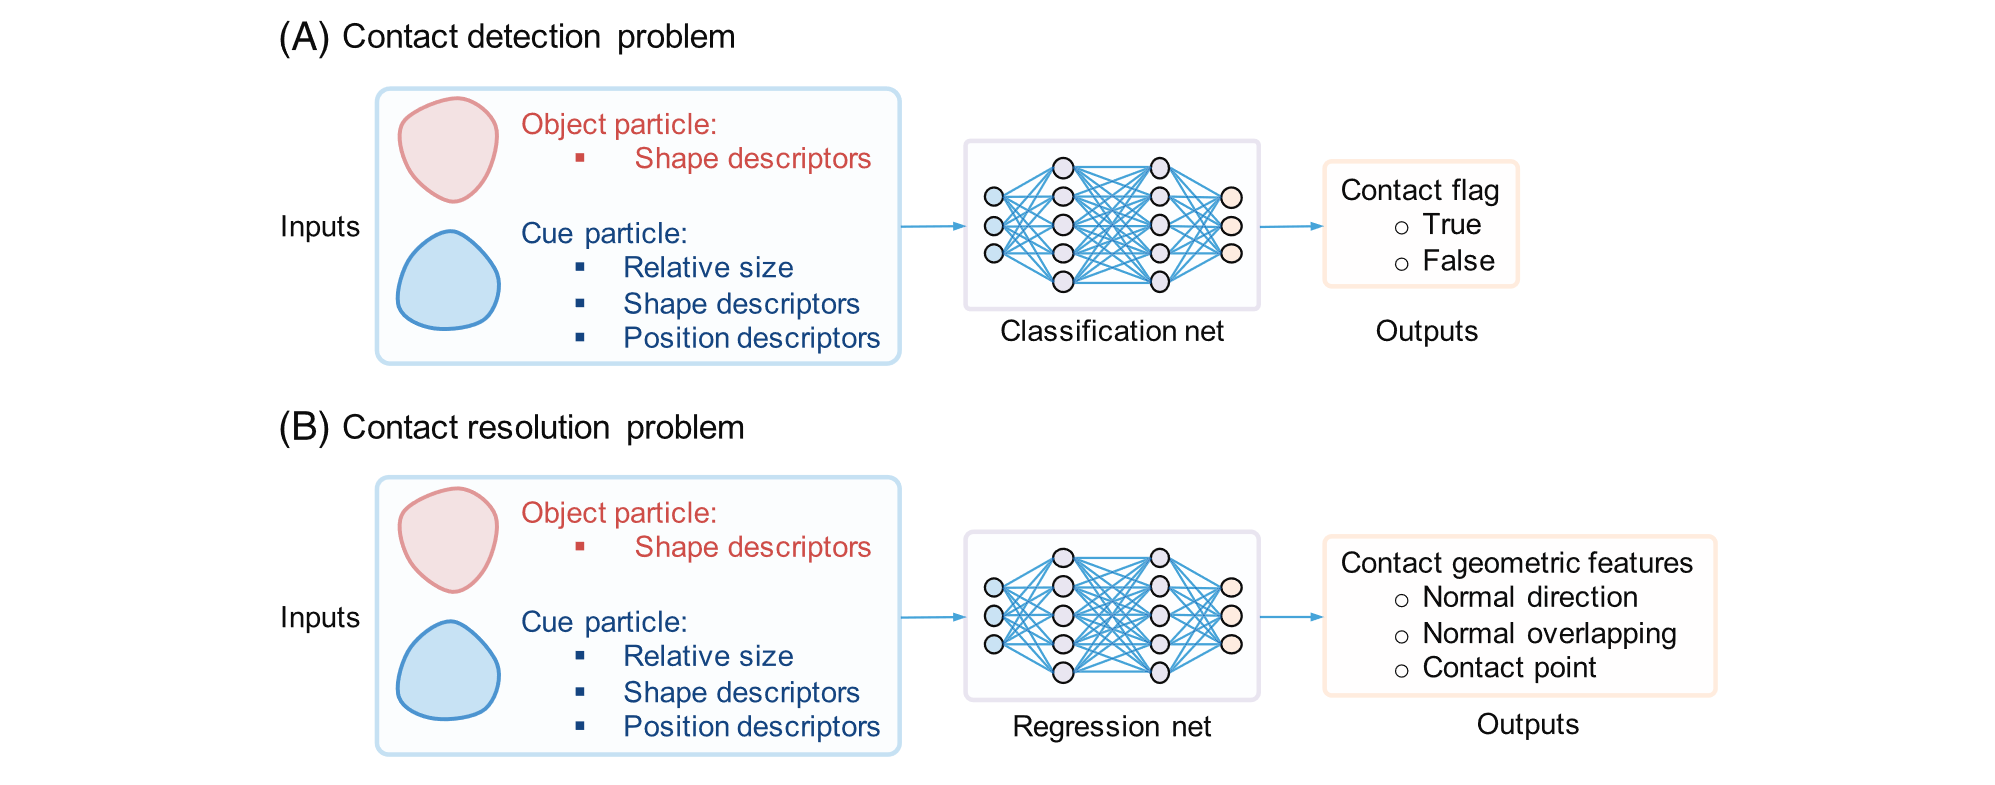 (A) Contact detection problem
Inputs
Object particle:
▪ Shape descriptors
Cue particle:
▪ Relative size
▪ Shape descriptors
▪ Position descriptors
Classification net
Contact flag
○ True
○ False
Outputs
(B) Contact resolution problem
Inputs
Object particle:
▪ Shape descriptors
Cue particle:
▪ Relative size
▪ Shape descriptors
▪ Position descriptors
Regression net
Contact geometric features
○ Normal direction
○ Normal overlapping
○ Contact point
Outputs